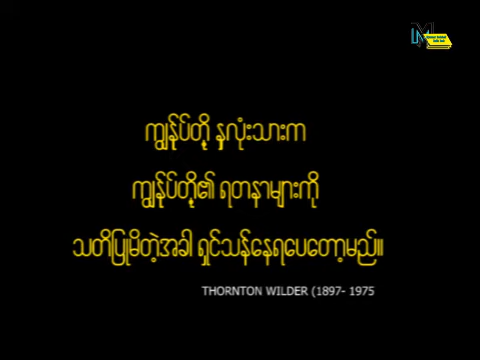 ကျွန်ုပ်တို့ နှလုံးသားက
ကျွန်ုပ်တို့၏ ရတနာများကို
သတိပြုမိတဲ့အခါ ရှင်သန်နေရပေတော့မည်။
THORNTON WILDER (1897- 1975